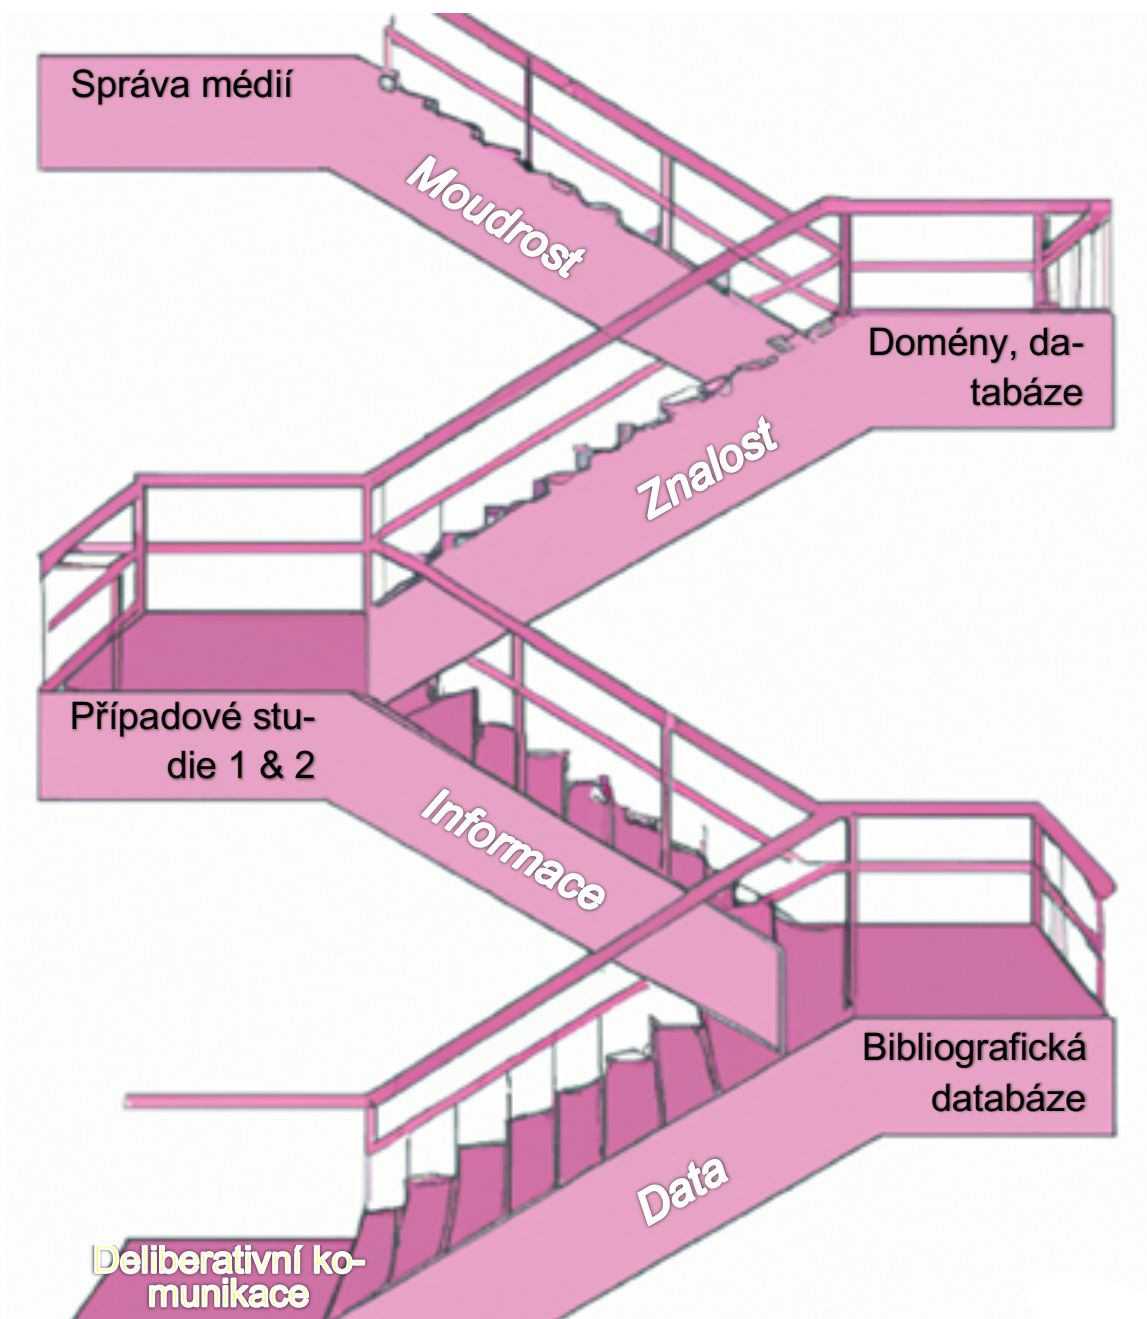 Správa médií
Moudrost
Domény, da-
tabáze
Znalost
Případové stu-
die 1 & 2
Informace
Bibliografická
databáze
Data
Deliberativní ko-
munikace